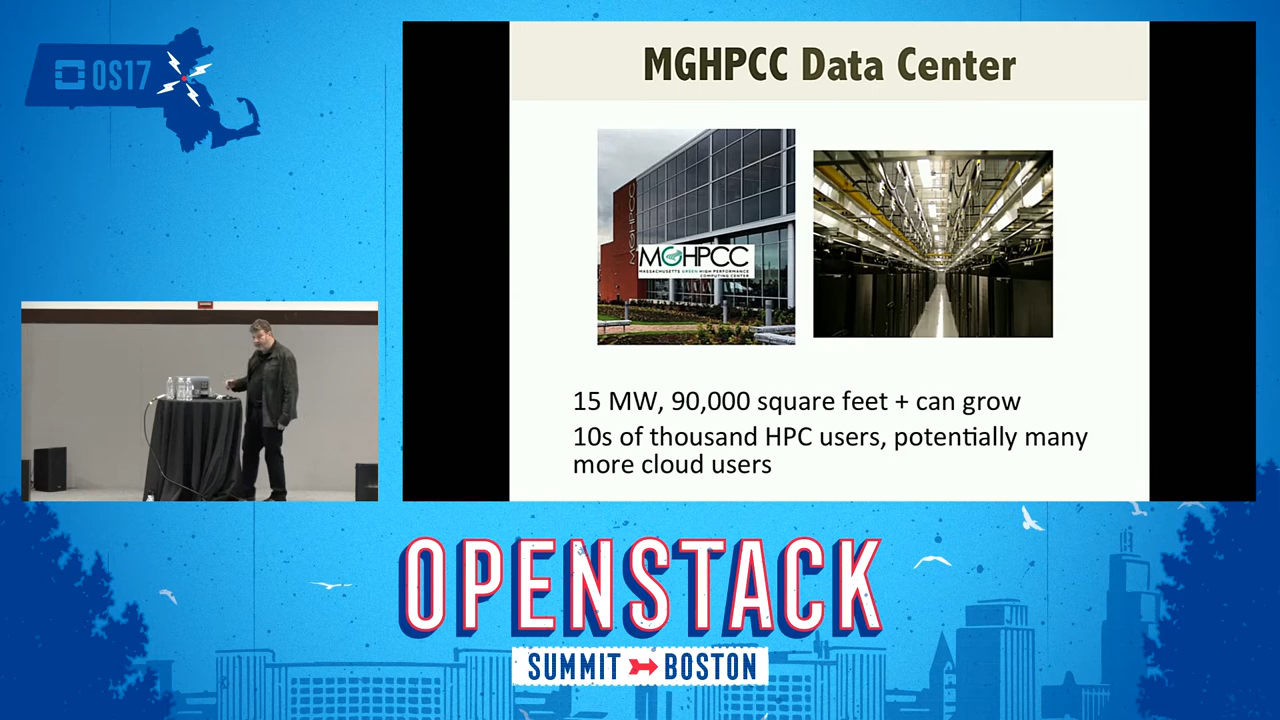 OS17
MGHPCC Data Center
MGHPCC
MGHPCC
MASSACHUSETTS GREEN HIGH PERFORMANCE
COMPUTING CENTER
15 MW, 90,000 square feet + can grow
10s of thousand HPC users, potentially many
more cloud users
OPENSTACK
SUMMIT BOSTON